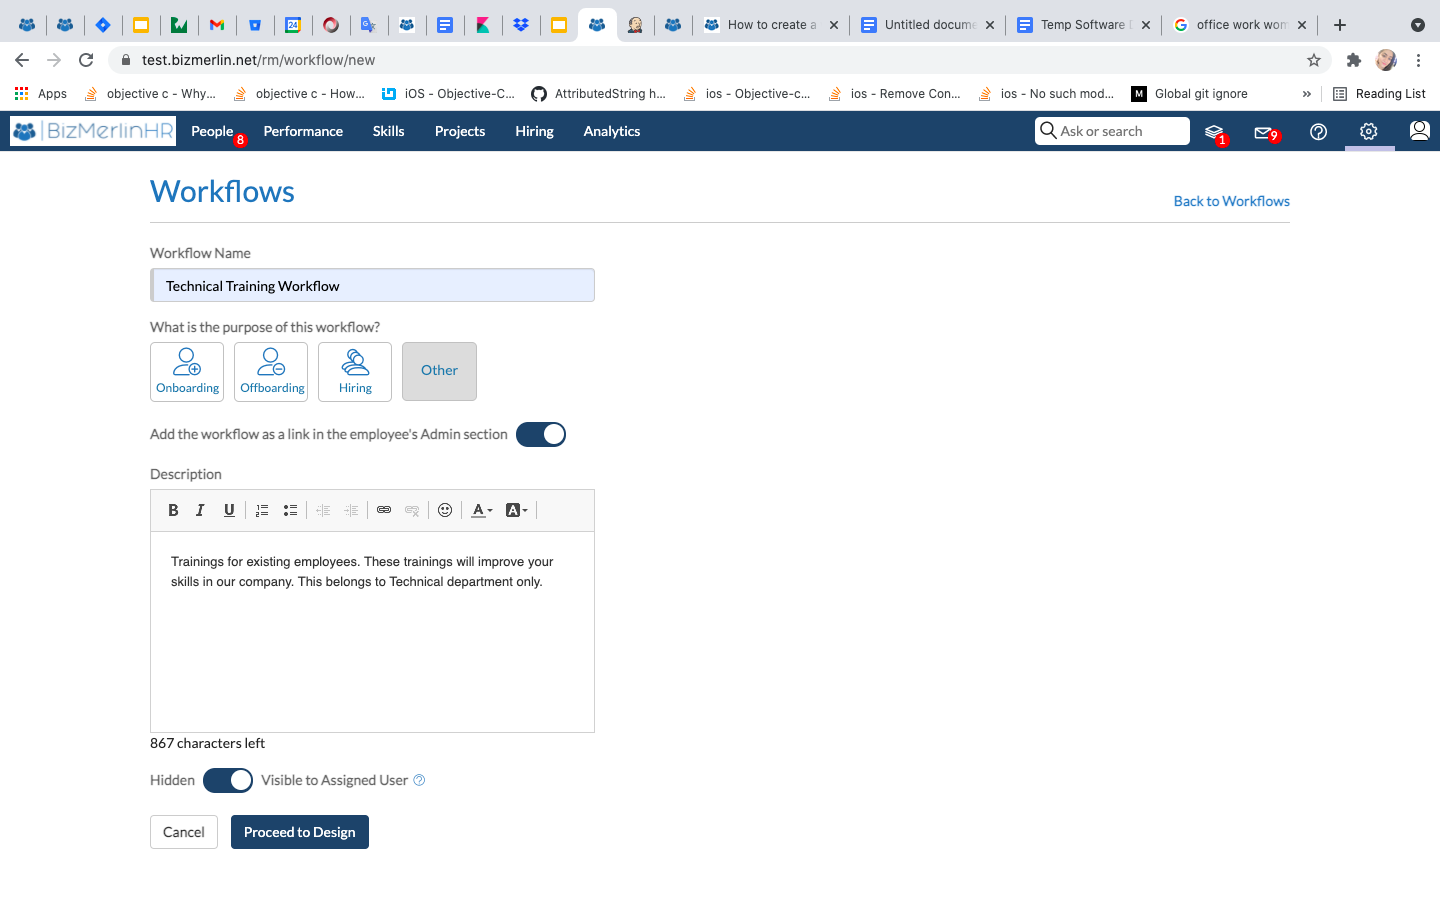 24
How to create a
Untitled docume
Temp Software D
office work wom
test.bizmerlin.net/rm/workflow/new
Apps
objective c - Why...
objective c - How...
iOS - Objective-C...
AttributedString h...
ios - Objective-c...
ios - Remove Con...
ios - No such mod...
M
Global git ignore
»
Reading List
BizMerlinHR
People
8
Performance
Skills
Projects
Hiring
Analytics
Ask or search
1
9
Workflows
Back to Workflows
Workflow Name
Technical Training Workflow
What is the purpose of this workflow?
Onboarding
Offboarding
Hiring
Other
Add the workflow as a link in the employee's Admin section
Description
B I U A A
Trainings for existing employees. These trainings will improve your
skills in our company. This belongs to Technical department only.
867 characters left
Hidden
Visible to Assigned User
Cancel
Proceed to Design